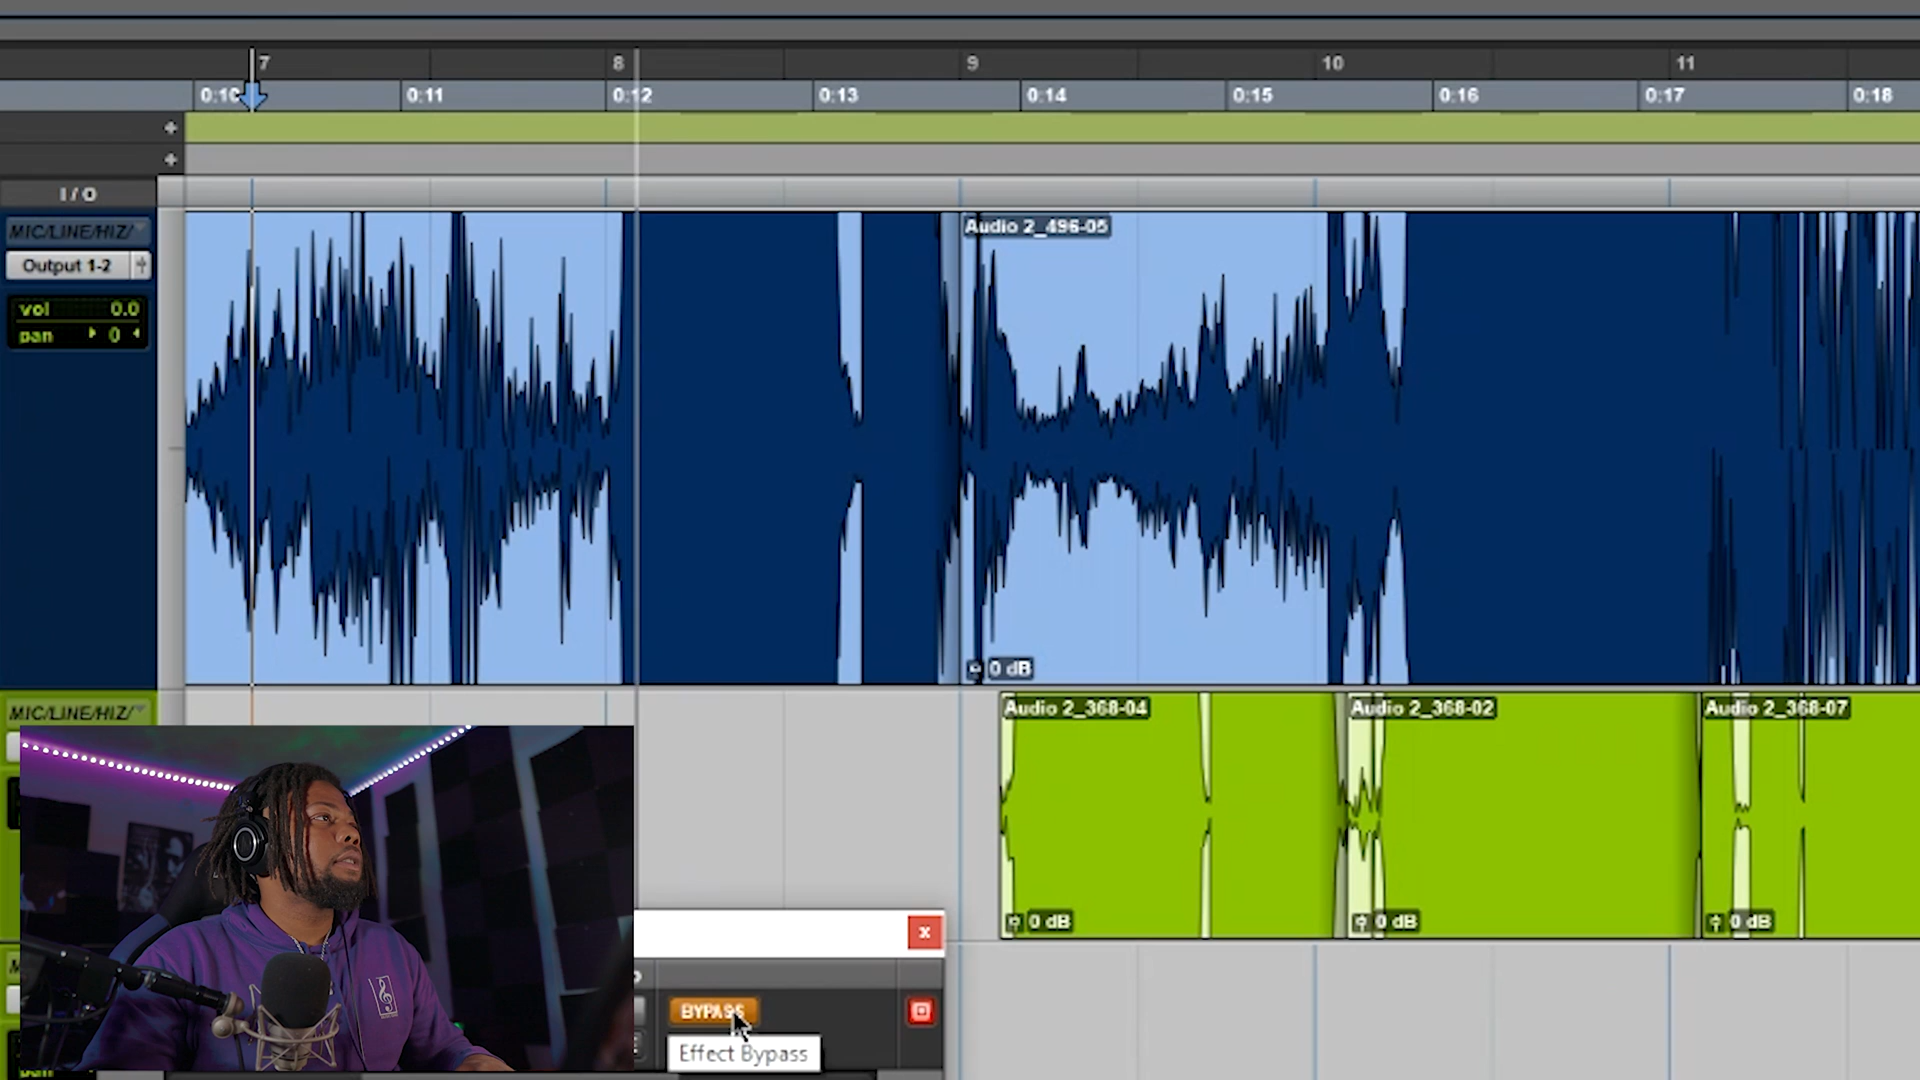 7 8 9 10 11
0:10 0:11 0:12 0:13 0:14 0:15 0:16 0:17 0:18
I / O
MIC/LINE/HIZ/
Output 1-2
vol 0.0
pan 0
Audio 2_496-05
0 dB
MIC/LINE/HIZ/
Audio 2_368-04
Audio 2_368-02
Audio 2_368-07
0 dB
0 dB
0 dB
BYPASS
Effect Bypass
pan